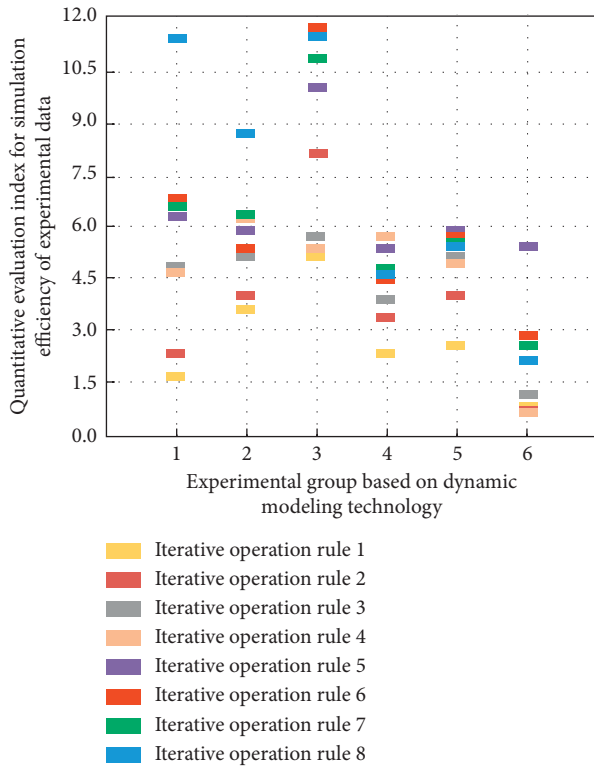 Quantitative evaluation index for simulation
efficiency of experimental data
12.0
10.5
9.0
7.5
6.0
4.5
3.0
1.5
0.0
1 2 3 4 5 6
Experimental group based on dynamic
modeling technology
Iterative operation rule 1
Iterative operation rule 2
Iterative operation rule 3
Iterative operation rule 4
Iterative operation rule 5
Iterative operation rule 6
Iterative operation rule 7
Iterative operation rule 8